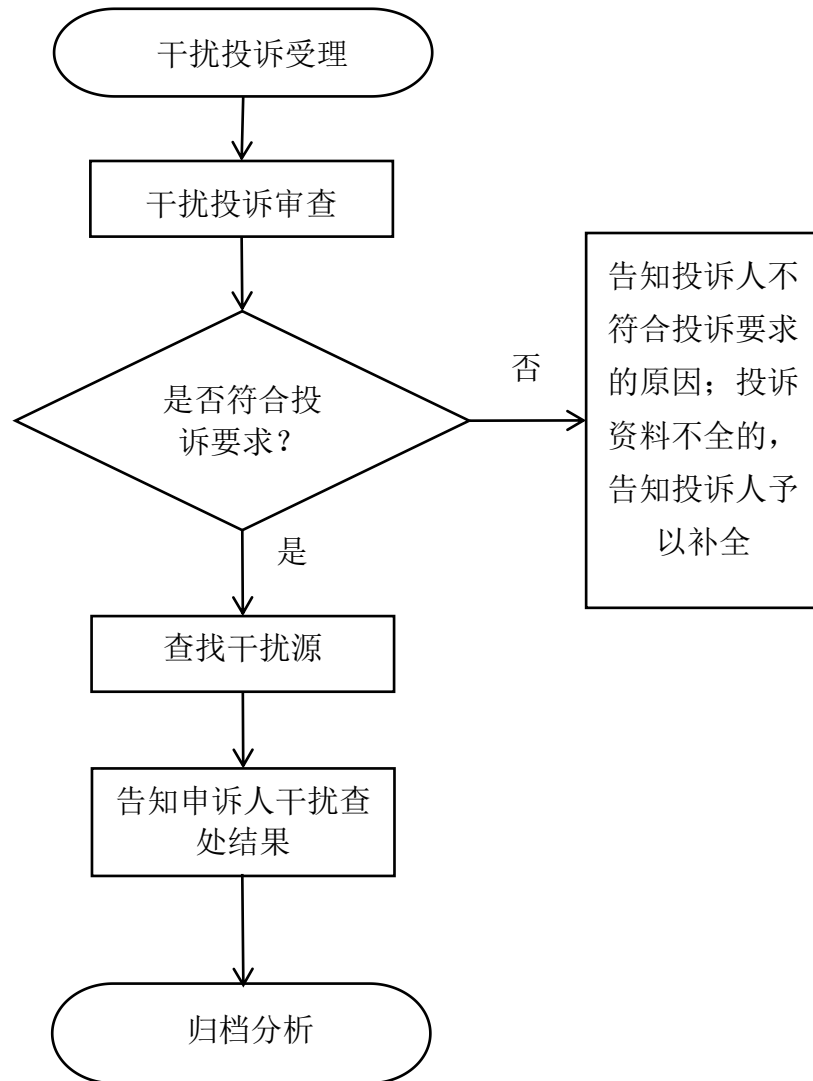 干扰投诉受理
干扰投诉审查
是否符合投
诉要求？
否
告知投诉人不
符合投诉要求
的原因；投诉
资料不全的，
告知投诉人予
以补全
是
查找干扰源
告知申诉人干扰查
处结果
归档分析